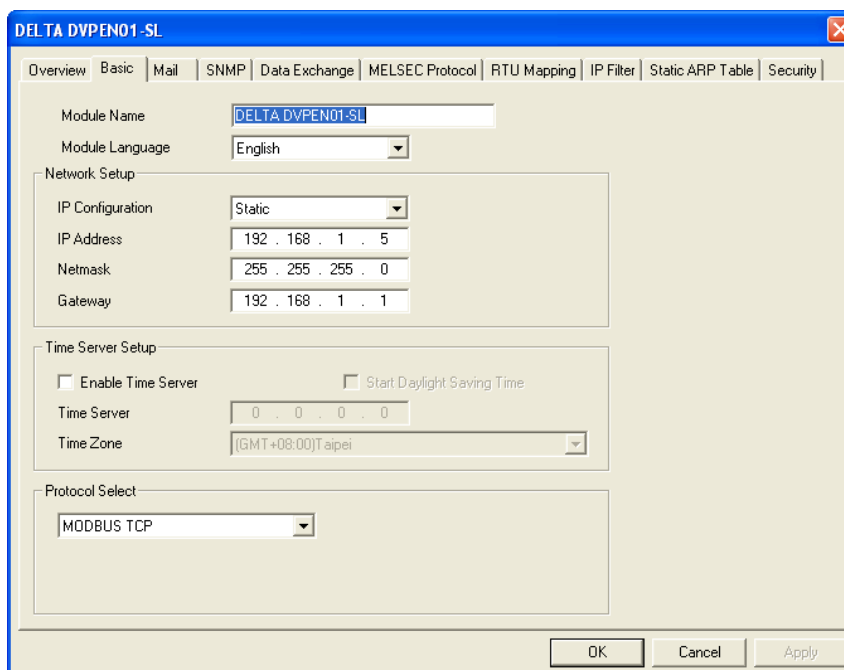 DELTA DVPEN01-SL
Overview Basic Mail SNMP Data Exchange MELSEC Protocol RTU Mapping IP Filter Static ARP Table Security
Module Name DELTA DVPEN01-SL
Module Language English
Network Setup
IP Configuration Static
IP Address 192 . 168 . 1 . 5
Netmask 255 . 255 . 255 . 0
Gateway 192 . 168 . 1 . 1
Time Server Setup
Enable Time Server Start Daylight Saving Time
Time Server 0 . 0 . 0 . 0
Time Zone (GMT+08:00)Taipei
Protocol Select
MODBUS TCP
OK Cancel Apply